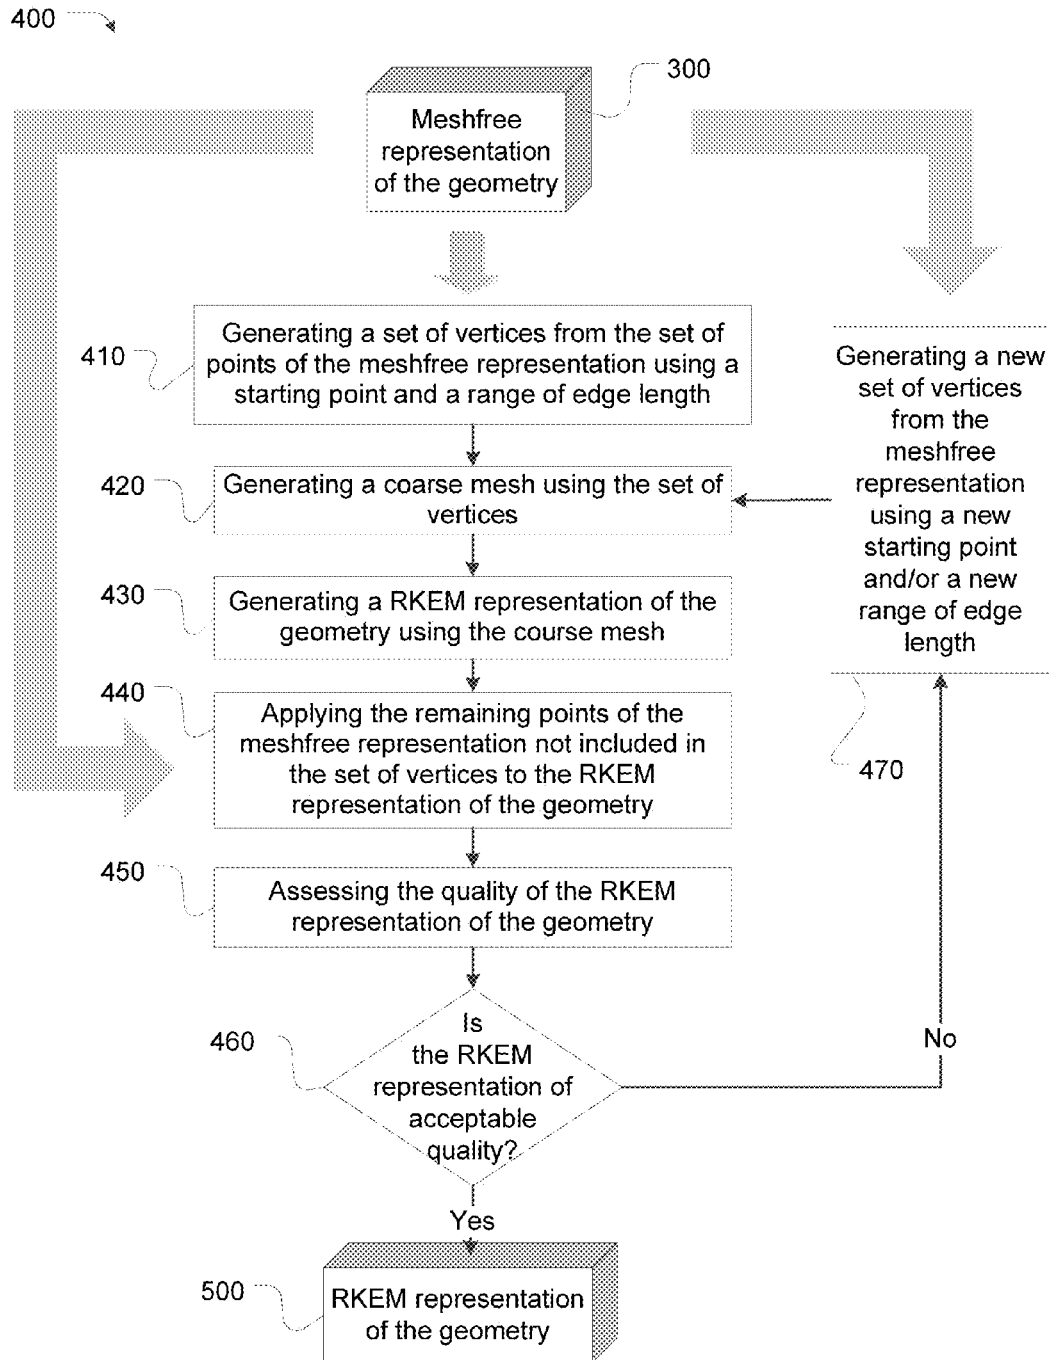 400
300
Meshfree
representation
of the geometry
410
Generating a set of vertices from the set of
points of the meshfree representation using a
starting point and a range of edge length
Generating a new
set of vertices
from the
meshfree
representation
using a new
starting point
and/or a new
range of edge
length
420
Generating a coarse mesh using the set of
vertices
430
Generating a RKEM representation of the
geometry using the course mesh
440
Applying the remaining points of the
meshfree representation not included in
the set of vertices to the RKEM
representation of the geometry
470
450
Assessing the quality of the RKEM
representation of the geometry
460
Is
the RKEM
representation of
acceptable
quality?
No
Yes
500
RKEM representation
of the geometry